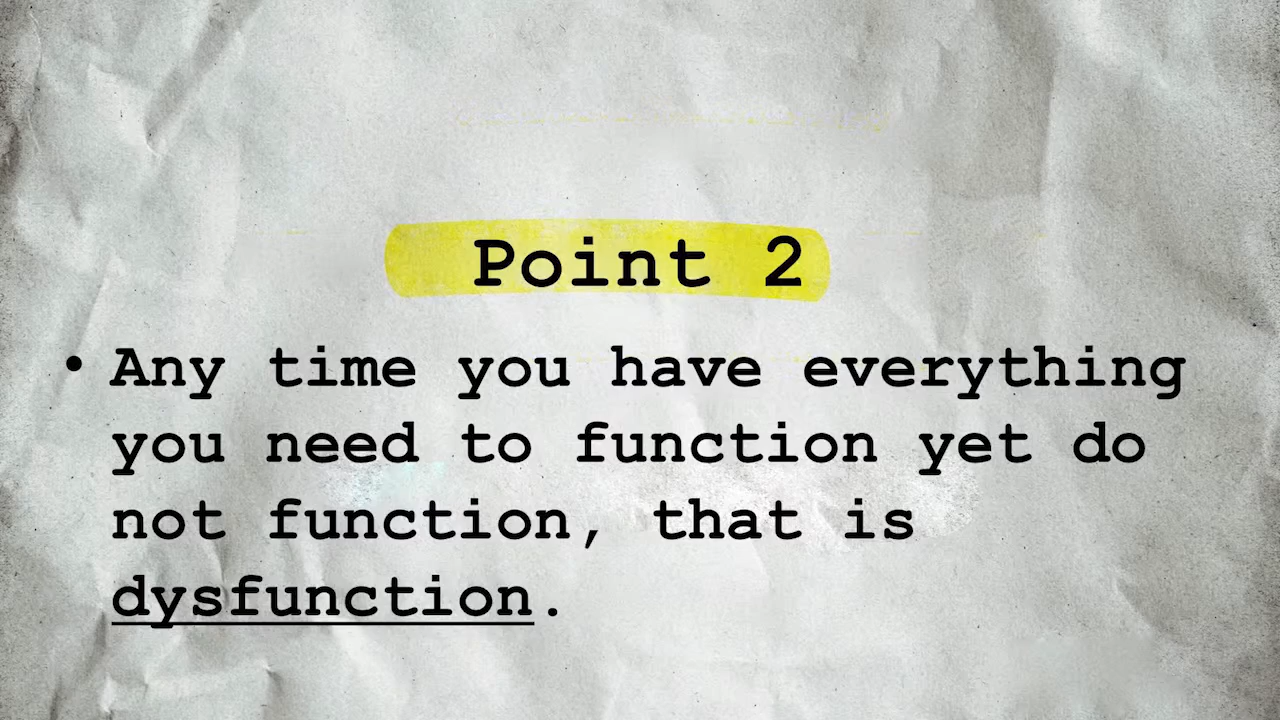 Point 2
• Any time you have everything
you need to function yet do
not function, that is
dysfunction.